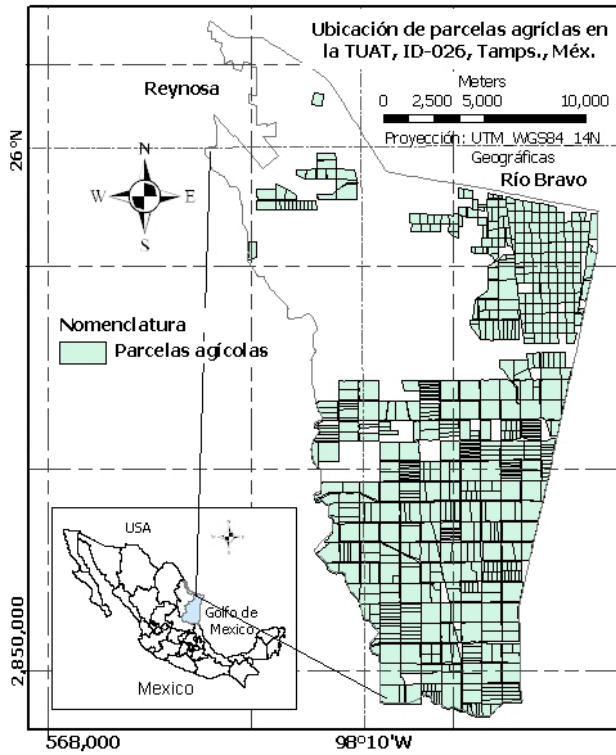 Ubicación de parcelas agríclas en
la TUAT, ID-026, Tamps., Méx.
Meters
0 2,500 5,000 10,000
Proyección: UTM_WGS84_14N
Geográficas
Reynosa
Río Bravo
26°N
N
W E
S
Nomenclatura
Parcelas agícolas
USA
Golfo de
Mexico
Mexico
2,850,000
568,000
98°10'W